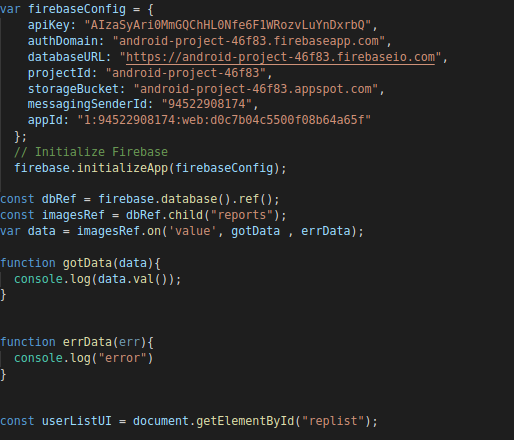 var firebaseConfig = {
apiKey: "AIzaSyAri0MmGQChHL0Nfe6F1WRozvLuYnDxrbQ",
authDomain: "android-project-46f83.firebaseapp.com",
databaseURL: "https://android-project-46f83.firebaseio.com",
projectId: "android-project-46f83",
storageBucket: "android-project-46f83.appspot.com",
messagingSenderId: "94522908174",
appId: "1:94522908174:web:d0c7b04c5500f08b64a65f"
};
// Initialize Firebase
firebase.initializeApp(firebaseConfig);
const dbRef = firebase.database().ref();
const imagesRef = dbRef.child("reports");
var data = imagesRef.on('value', gotData , errData);
function gotData(data){
console.log(data.val());
}
function errData(err){
console.log("error")
}
const userListUI = document.getElementById("replist");